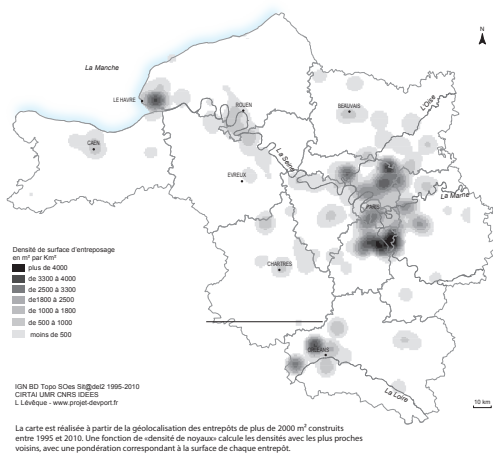 N
La Manche
LE HAVRE
ROUEN
BEAUVAIS
L'Oise
CAEN
La Seine
EVREUX
La Marne
PARIS
Densité de surface d'entreposage
en m² par Km²
plus de 4000
de 3300 à 4000
de 2500 à 3300
de1800 à 2500
de 1000 à 1800
de 500 à 1000
moins de 500
CHARTRES
ORLEANS
La Loire
10 km
IGN BD Topo SOes Sit@del2 1995-2010
CIRTAI UMR CNRS IDEES
L Lévêque - www.projet-devport.fr
La carte est réalisée à partir de la géolocalisation des entrepôts de plus de 2000 m² construits
entre 1995 et 2010. Une fonction de «densité de noyaux» calcule les densités avec les plus proches
voisins, avec une pondération correspondant à la surface de chaque entrepôt.